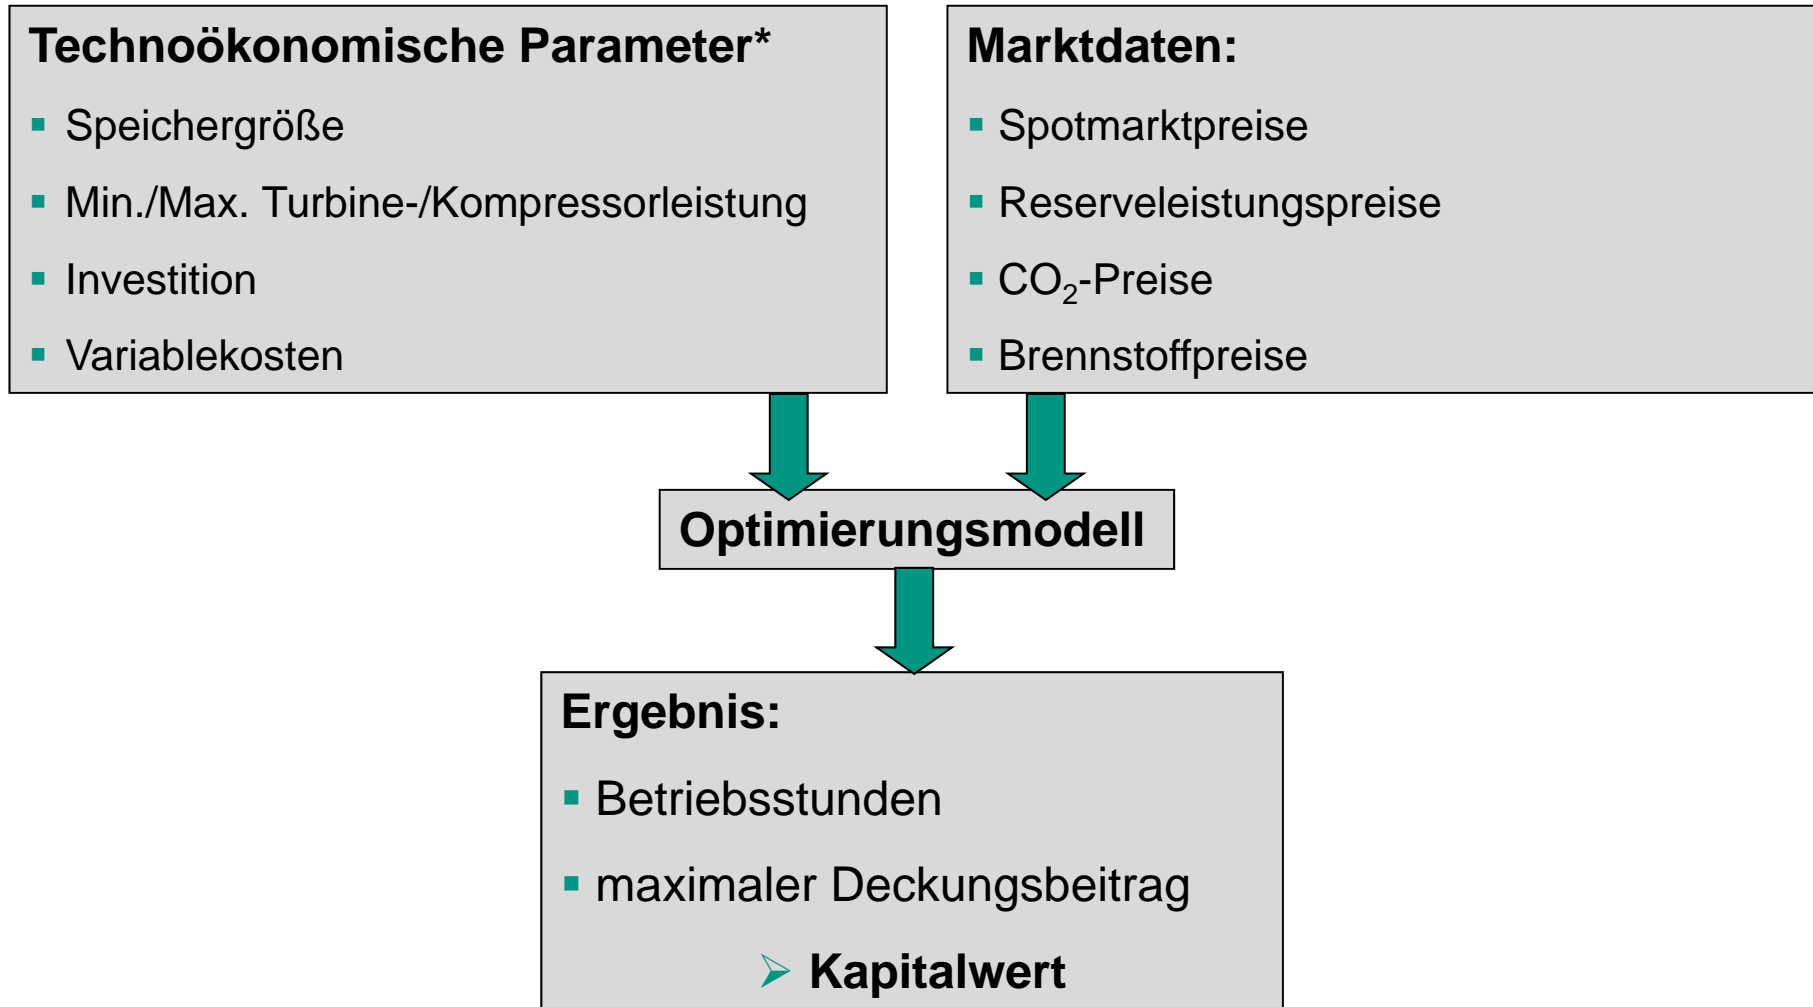 Technoökonomische Parameter*
▪ Speichergröße
▪ Min./Max. Turbine-/Kompressorleistung
▪ Investition
▪ Variablekosten
Marktdaten:
▪ Spotmarktpreise
▪ Reserveleistungspreise
▪ CO₂-Preise
▪ Brennstoffpreise
Optimierungsmodell
Ergebnis:
▪ Betriebsstunden
▪ maximaler Deckungsbeitrag
➢ Kapitalwert